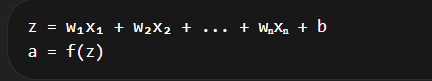 z = w₁x₁ + w₂x₂ + ... + wₙxₙ + b
a = f(z)